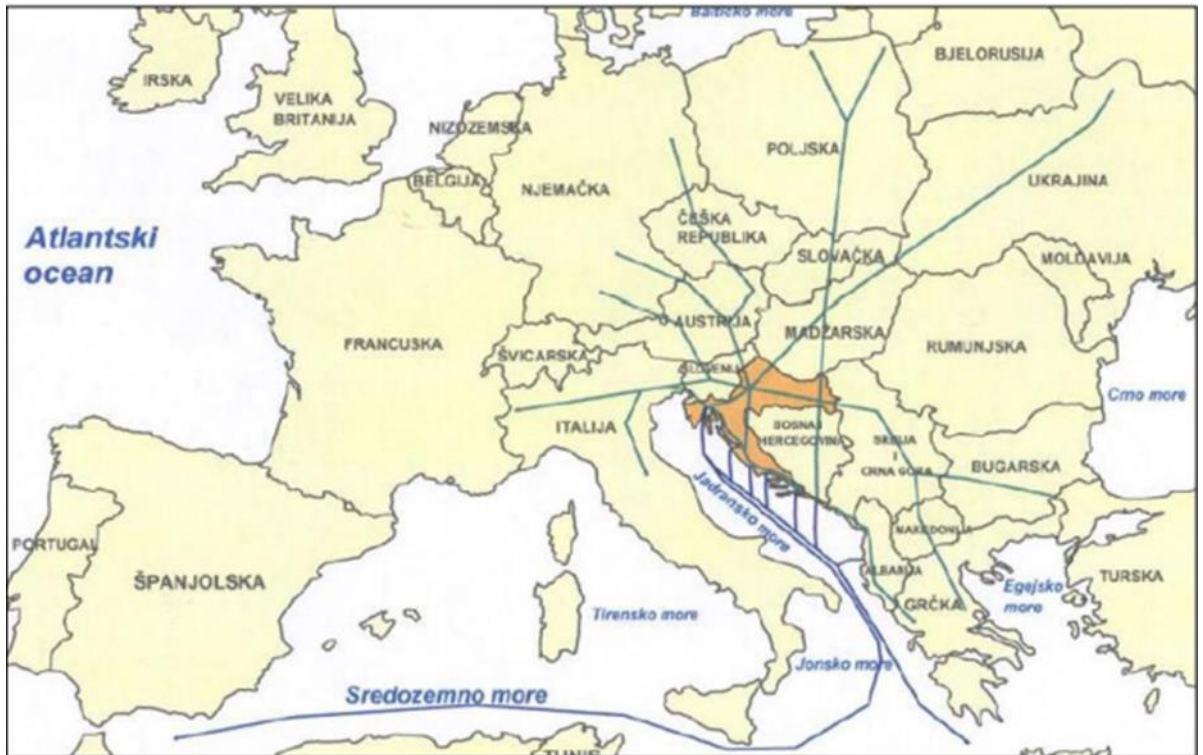 Baltičko more
IRSKA
VELIKA
BRITANIJA
NIZOZEMSKA
BELGIJA
NJEMAČKA
POLJSKA
BJELORUSIJA
UKRAJINA
Atlantski
ocean
ČEŠKA
REPUBLIKA
SLOVAČKA
MOLDAVIJA
AUSTRIJA
MADŽARSKA
FRANCUSKA
ŠVICARSKA
RUMUNJSKA
Crno more
ITALIJA
BOSNA I
HERCEGOVINA
SRBIJA
I
CRNA GORA
BUGARSKA
Jadransko more
MAKEDONIJA
PORTUGAL
ŠPANJOLSKA
ALBANIJA
GRČKA
Egejsko
more
TURSKA
Tirensko more
Jonsko more
Sredozemno more
TUNIS